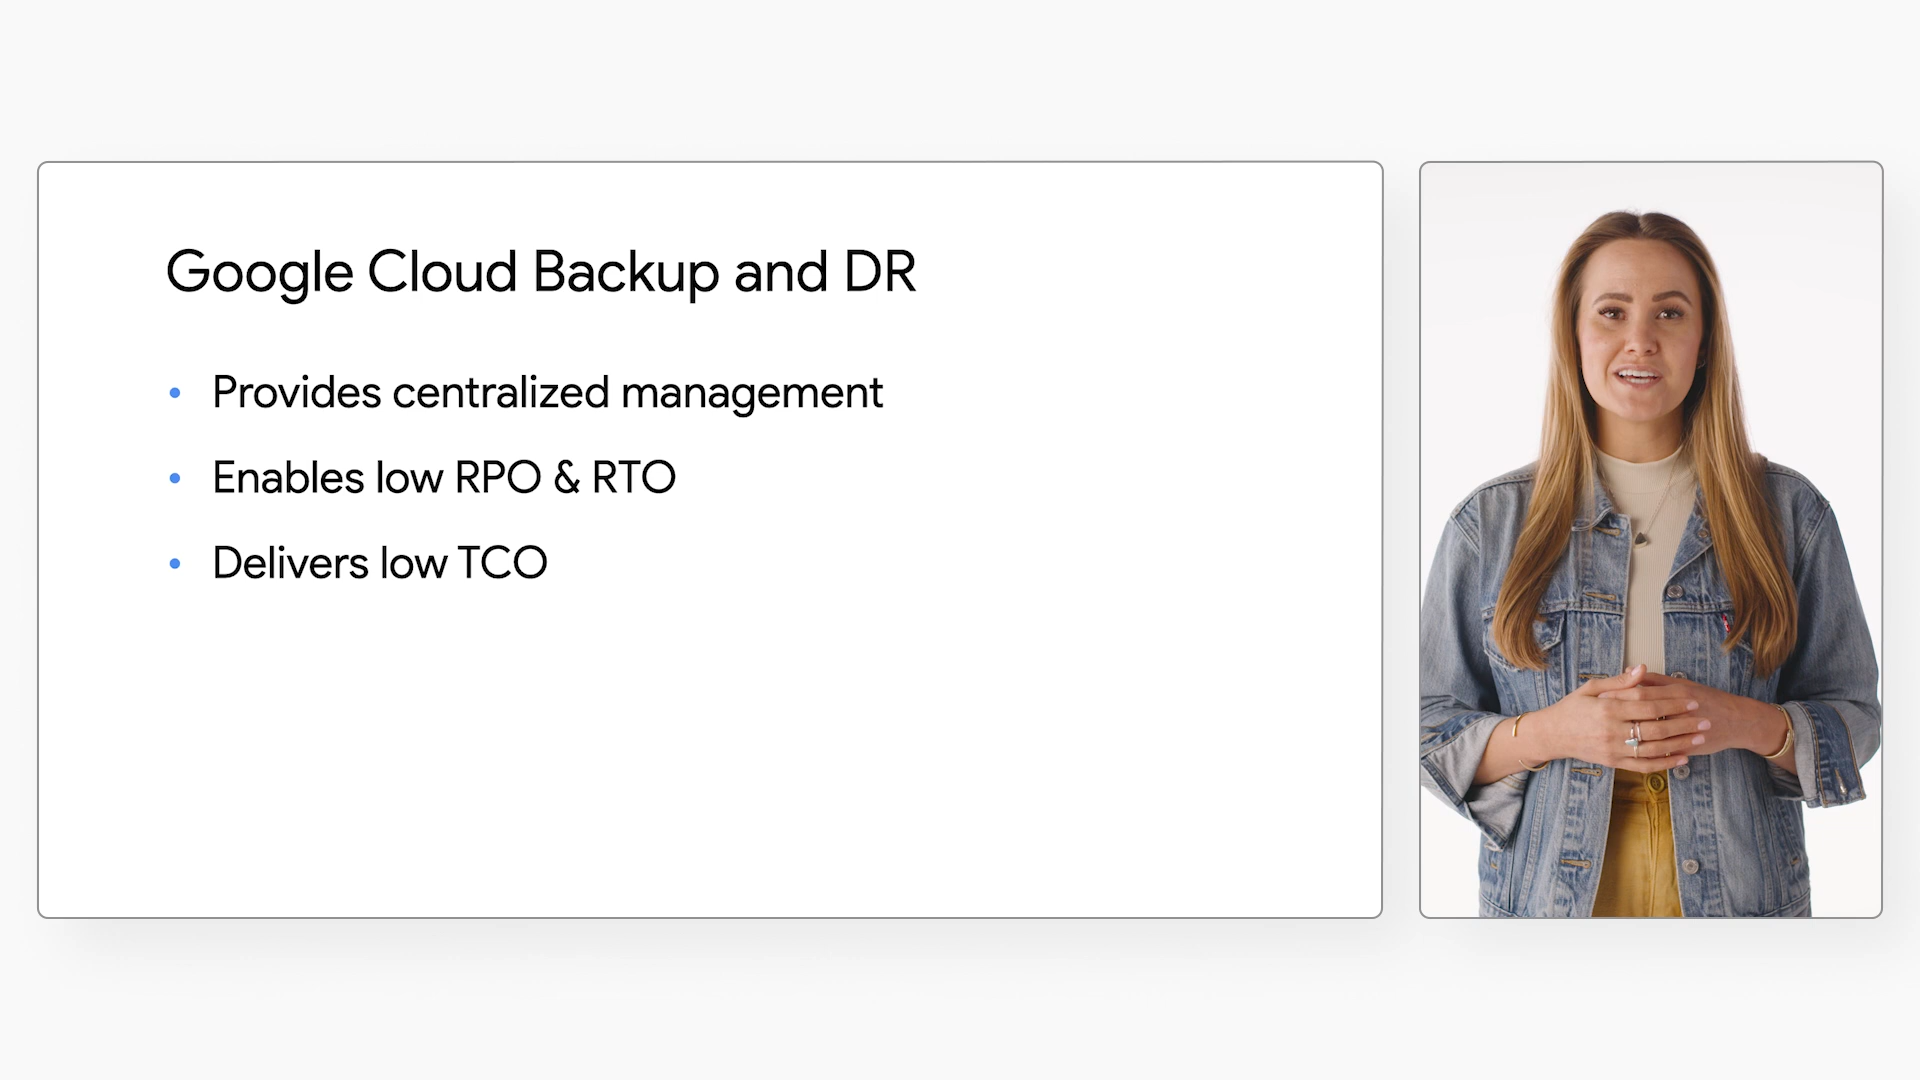 Google Cloud Backup and DR
• Provides centralized management
• Enables low RPO & RTO
• Delivers low TCO